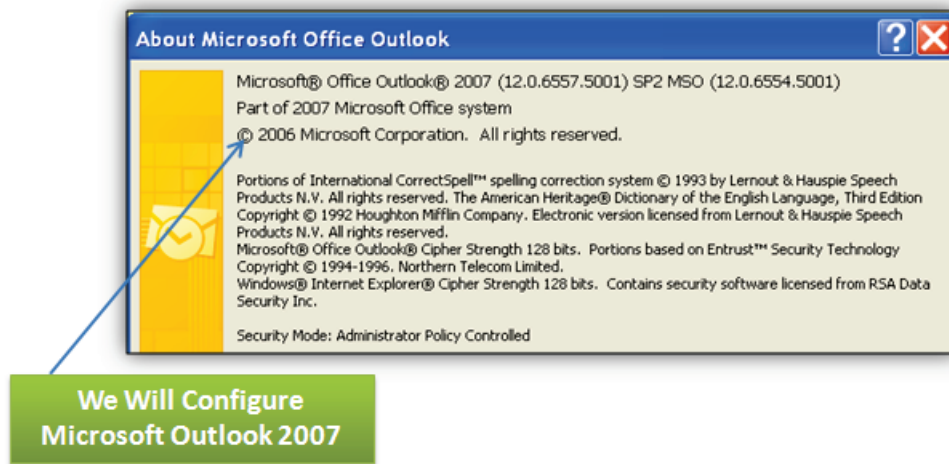 About Microsoft Office Outlook
Microsoft® Office Outlook® 2007 (12.0.6557.5001) SP2 MSO (12.0.6554.5001)
Part of 2007 Microsoft Office system
© 2006 Microsoft Corporation. All rights reserved.
Portions of International CorrectSpell™ spelling correction system © 1993 by Lernout & Hauspie Speech
Products N.V. All rights reserved. The American Heritage® Dictionary of the English Language, Third Edition
Copyright © 1992 Houghton Mifflin Company. Electronic version licensed from Lernout & Hauspie Speech
Products N.V. All rights reserved.
Microsoft® Office Outlook® Cipher Strength 128 bits. Portions based on Entrust™ Security Technology
Copyright © 1994-1996. Northern Telecom Limited.
Windows® Internet Explorer® Cipher Strength 128 bits. Contains security software licensed from RSA Data
Security Inc.
Security Mode: Administrator Policy Controlled
We Will Configure
Microsoft Outlook 2007